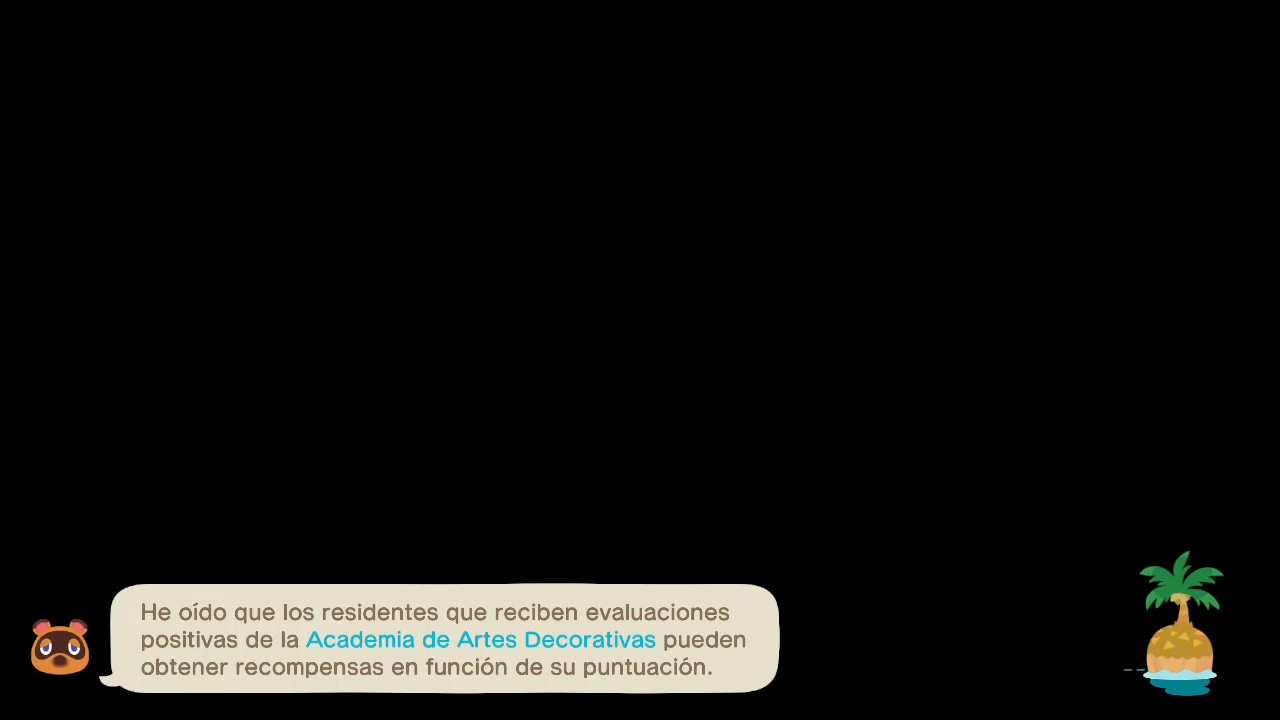 He oído que los residentes que reciben evaluaciones
positivas de la Academia de Artes Decorativas pueden
obtener recompensas en función de su puntuación.